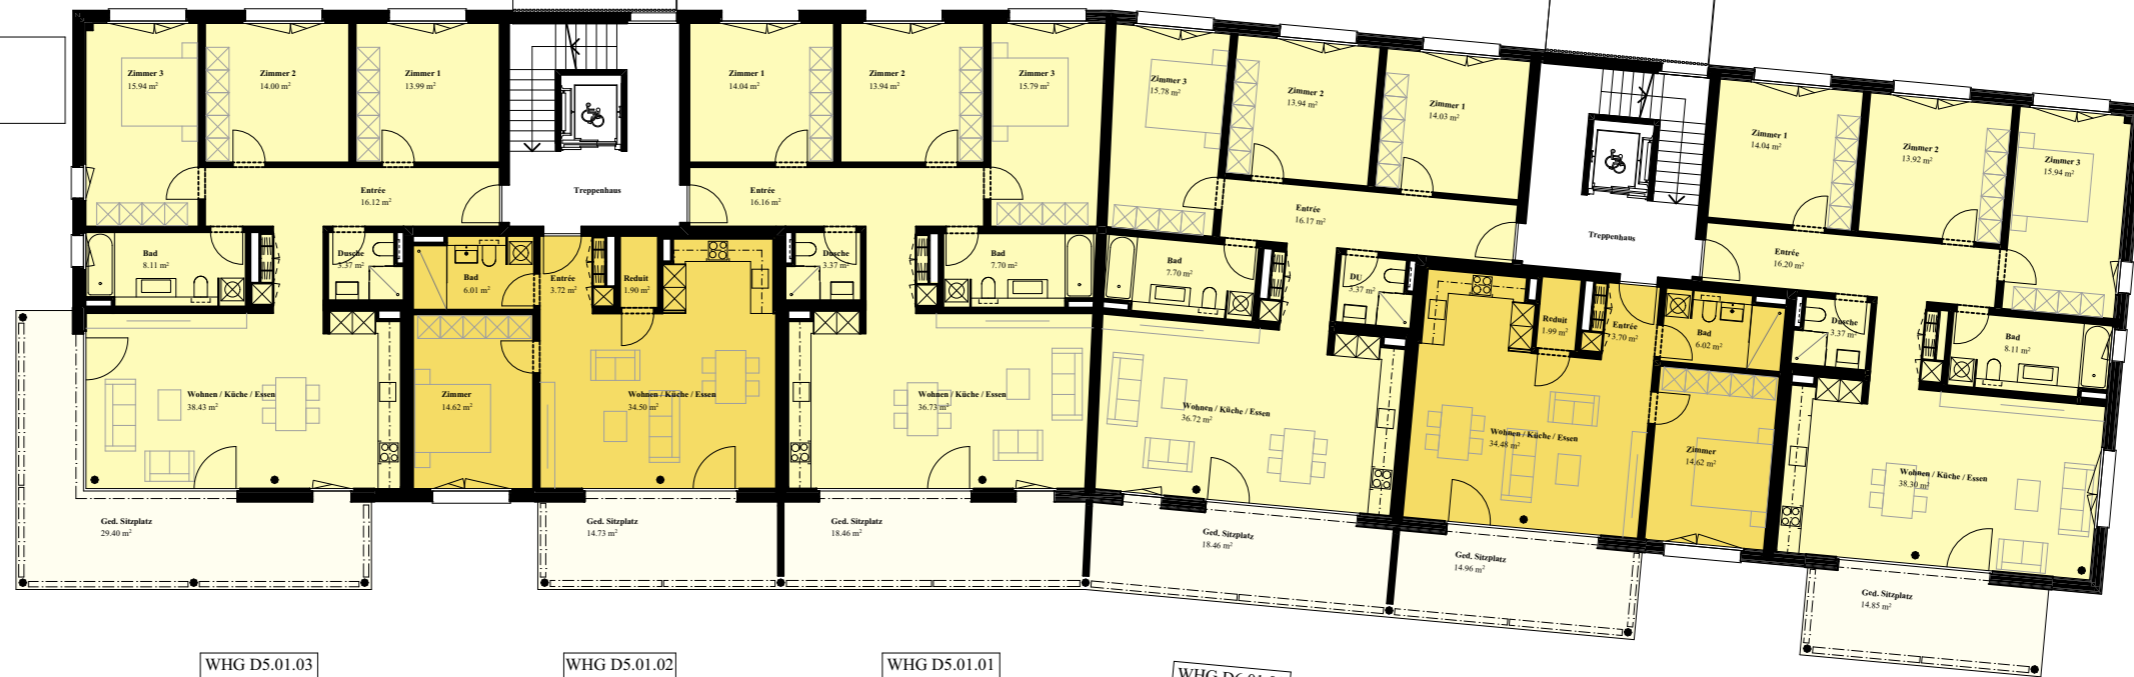 Zimmer 3
15.94 m²
Zimmer 2
14.00 m²
Zimmer 1
13.99 m²
Entrée
16.12 m²
Treppenhaus
Zimmer 1
14.04 m²
Zimmer 2
13.94 m²
Zimmer 3
15.79 m²
Entrée
16.16 m²
Zimmer 3
15.78 m²
Zimmer 2
13.94 m²
Zimmer 1
14.03 m²
Entrée
16.17 m²
Treppenhaus
Zimmer 1
14.04 m²
Zimmer 2
13.92 m²
Zimmer 3
15.94 m²
Entrée
16.20 m²
Bad
8.11 m²
Dusche
3.37 m²
Bad
6.01 m²
Entrée
3.72 m²
Reduit
1.90 m²
Dusche
3.37 m²
Bad
7.70 m²
Bad
7.70 m²
DU
3.37 m²
Reduit
1.99 m²
Entrée
3.70 m²
Bad
6.02 m²
Dusche
3.37 m²
Bad
8.11 m²
Wohnen / Küche / Essen
38.43 m²
Zimmer
14.62 m²
Wohnen / Küche / Essen
34.50 m²
Wohnen / Küche / Essen
36.73 m²
Wohnen / Küche / Essen
36.72 m²
Wohnen / Küche / Essen
34.48 m²
Zimmer
14.62 m²
Wohnen / Küche / Essen
38.30 m²
Ged. Sitzplatz
29.40 m²
Ged. Sitzplatz
14.73 m²
Ged. Sitzplatz
18.46 m²
Ged. Sitzplatz
18.46 m²
Ged. Sitzplatz
14.96 m²
Ged. Sitzplatz
14.85 m²
WHG D5.01.03
WHG D5.01.02
WHG D5.01.01
WHG